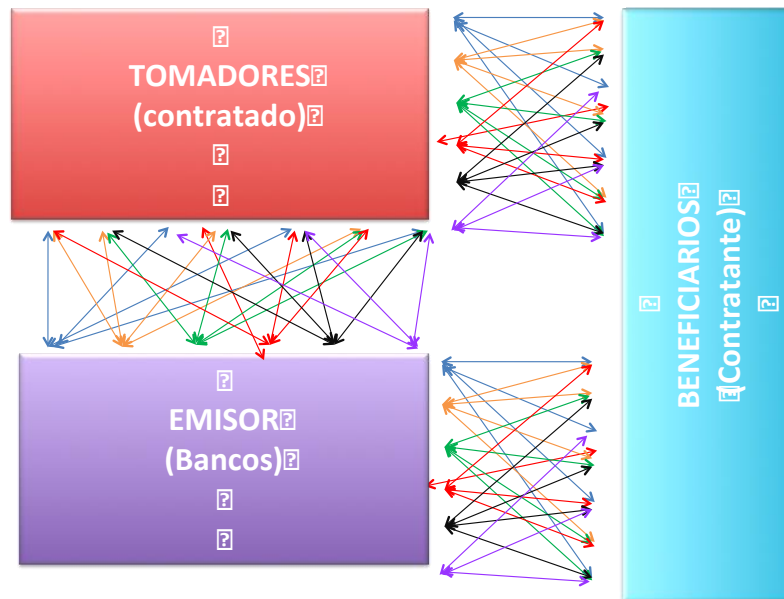 TOMADORES
(contratado)
EMISOR
(Bancos)
BENEFICIARIOS
(Contratante)